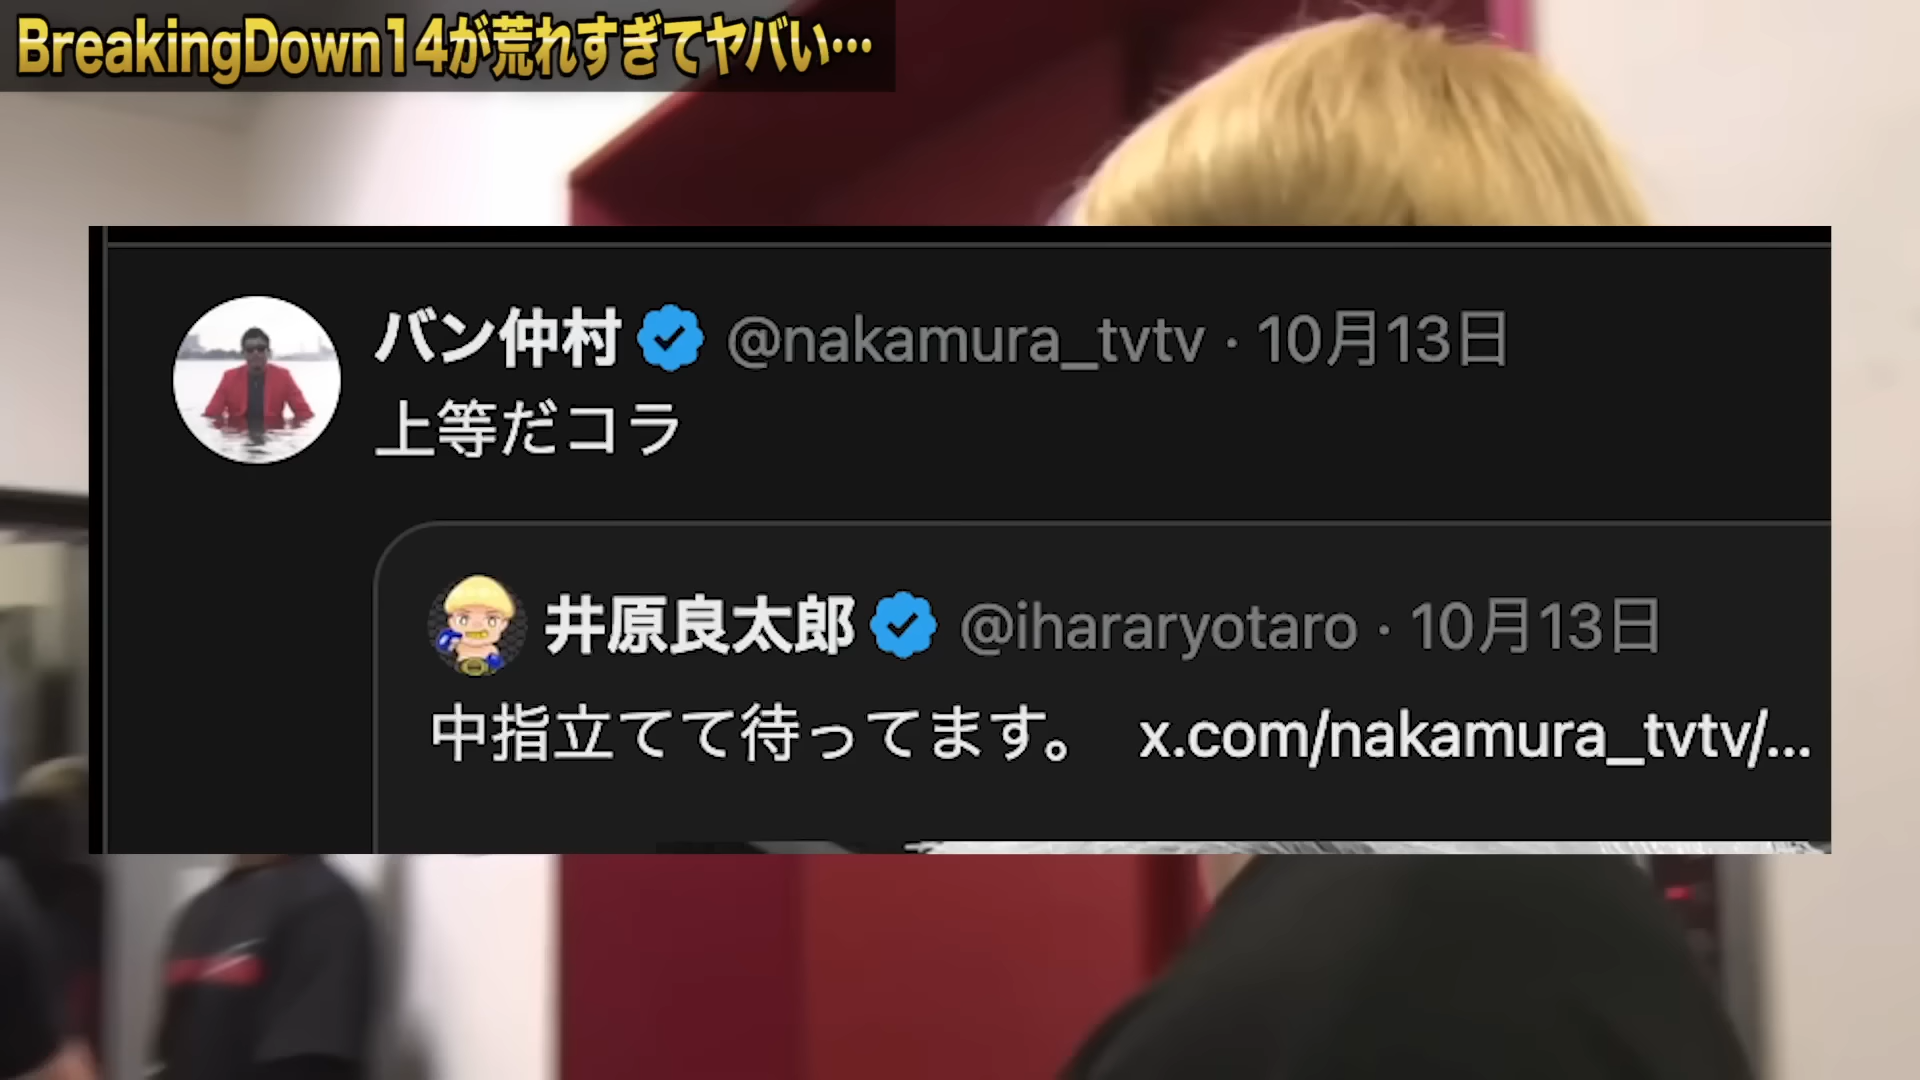 BreakingDown14が荒れすぎてヤバい…
バン仲村 @nakamura_tvtv · 10月13日
上等だコラ
井原良太郎 @ihararyotaro · 10月13日
中指立てて待ってます。 x.com/nakamura_tvtv/...